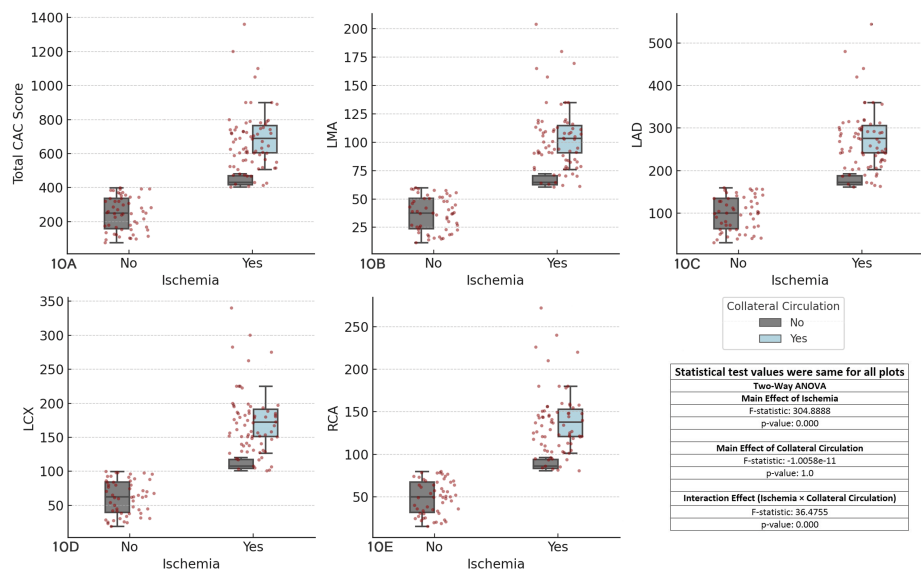 1400
1200
1000
800
600
400
200
Total CAC Score
No
Yes
10A
Ischemia
200
175
150
125
100
75
50
25
LMA
No
Yes
10B
Ischemia
500
400
300
200
100
LAD
No
Yes
10C
Ischemia
350
300
250
200
150
100
50
LCX
No
Yes
10D
Ischemia
250
200
150
100
50
0
RCA
No
Yes
10E
Ischemia
Collateral Circulation
No
Yes
Statistical test values were same for all plots
Two-Way ANOVA
Main Effect of Ischemia
F-statistic: 304.8888
p-value: 0.000
Main Effect of Collateral Circulation
F-statistic: -1.0058e-11
p-value: 1.0
Interaction Effect (Ischemia × Collateral Circulation)
F-statistic: 36.4755
p-value: 0.000